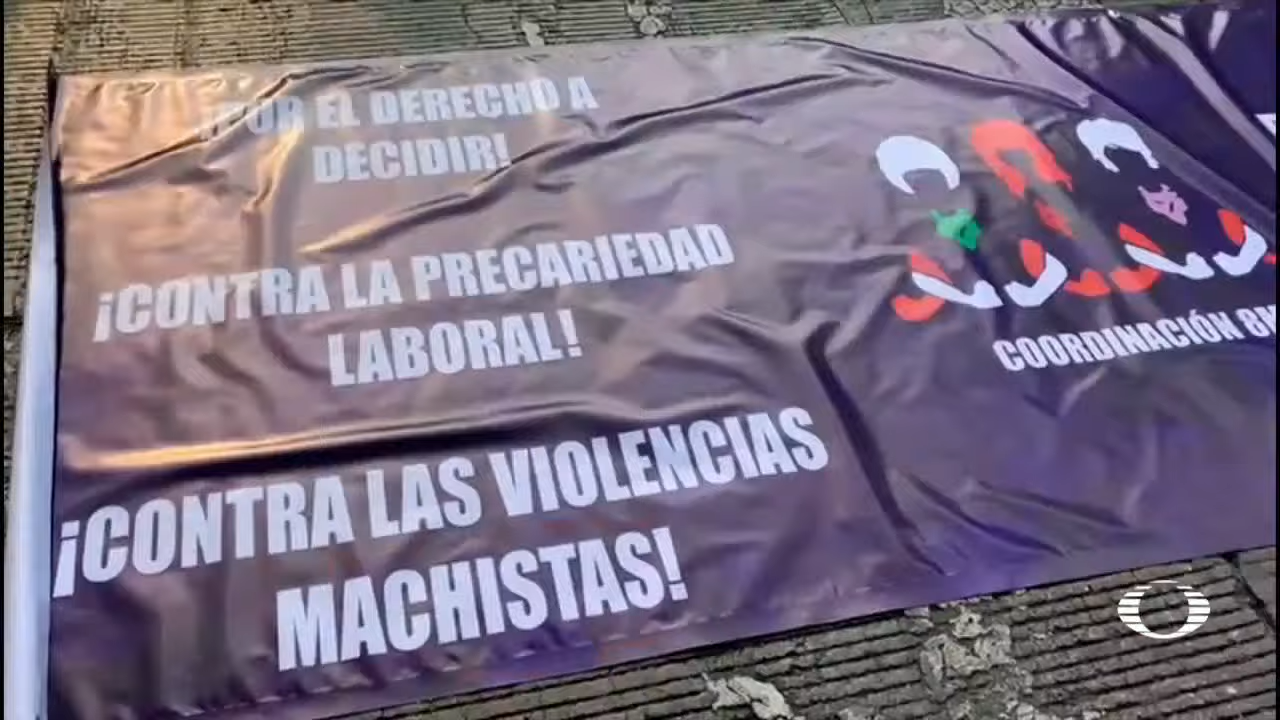 ¡POR EL DERECHO A
DECIDIR!
¡CONTRA LA PRECARIEDAD
LABORAL!
¡CONTRA LAS VIOLENCIAS
MACHISTAS!
COORDINACIÓN